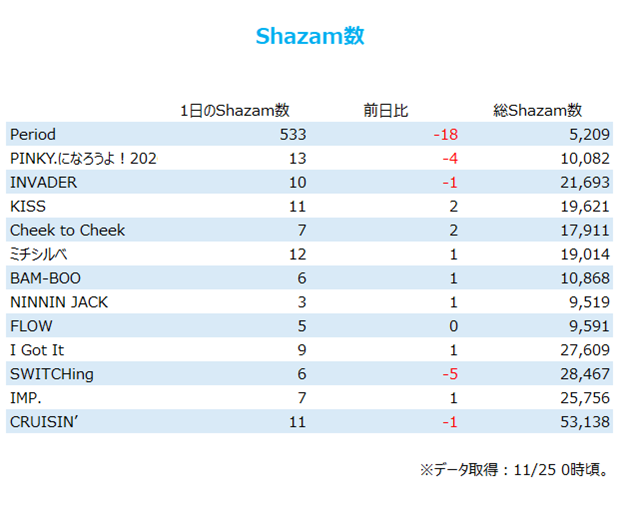 Shazam数
1日のShazam数 前日比 総Shazam数
Period 533 -18 5,209
PINKY.になろうよ！202 13 -4 10,082
INVADER 10 -1 21,693
KISS 11 2 19,621
Cheek to Cheek 7 2 17,911
ミチシルベ 12 1 19,014
BAM-BOO 6 1 10,868
NINNIN JACK 3 1 9,519
FLOW 5 0 9,591
I Got It 9 1 27,609
SWITCHing 6 -5 28,467
IMP. 7 1 25,756
CRUISIN’ 11 -1 53,138
※データ取得：11/25 0時頃。